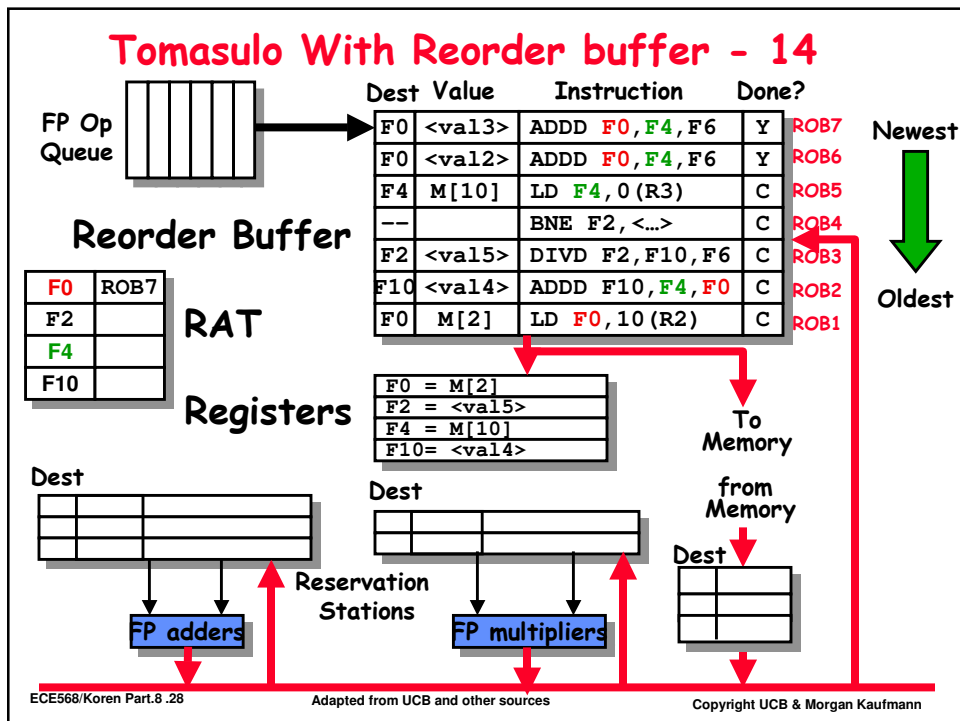 Tomasulo With Reorder buffer - 14
Dest Value Instruction Done?
FP Op
Queue
F0 <val3> ADDD F0,F4,F6 Y ROB7
F0 <val2> ADDD F0,F4,F6 Y ROB6
F4 M[10] LD F4,0(R3) C ROB5
-- BNE F2,<…> C ROB4
F2 <val5> DIVD F2,F10,F6 C ROB3
F10 <val4> ADDD F10,F4,F0 C ROB2
F0 M[2] LD F0,10(R2) C ROB1
Newest
Oldest
Reorder Buffer
F0 ROB7
F2
F4
F10
RAT
Registers
F0 = M[2]
F2 = <val5>
F4 = M[10]
F10= <val4>
To
Memory
from
Memory
Dest
Dest
Dest
Reservation
Stations
FP adders
FP multipliers
ECE568/Koren Part.8 .28
Adapted from UCB and other sources
Copyright UCB & Morgan Kaufmann